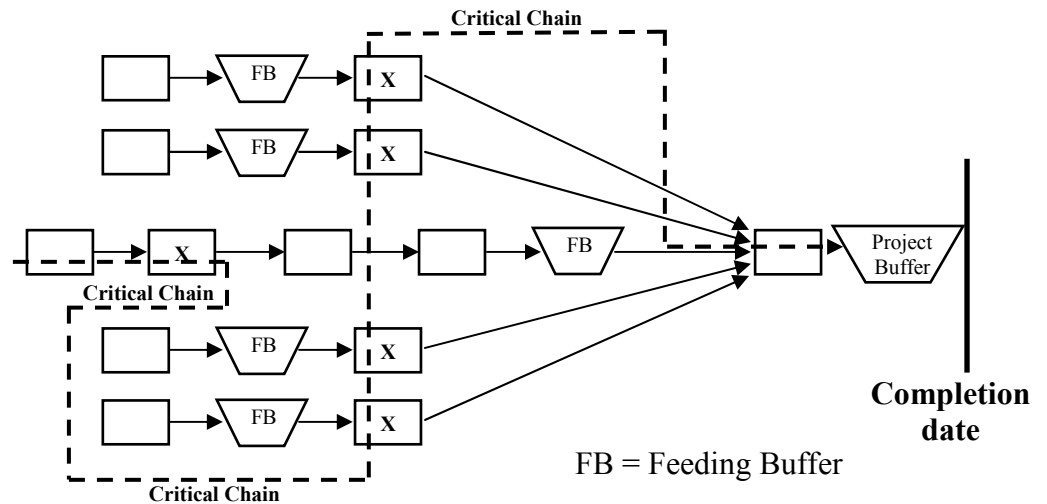 Critical Chain
FB
X
FB
X
X
FB
Project
Buffer
Critical Chain
FB
X
FB
X
Completion
date
FB = Feeding Buffer
Critical Chain